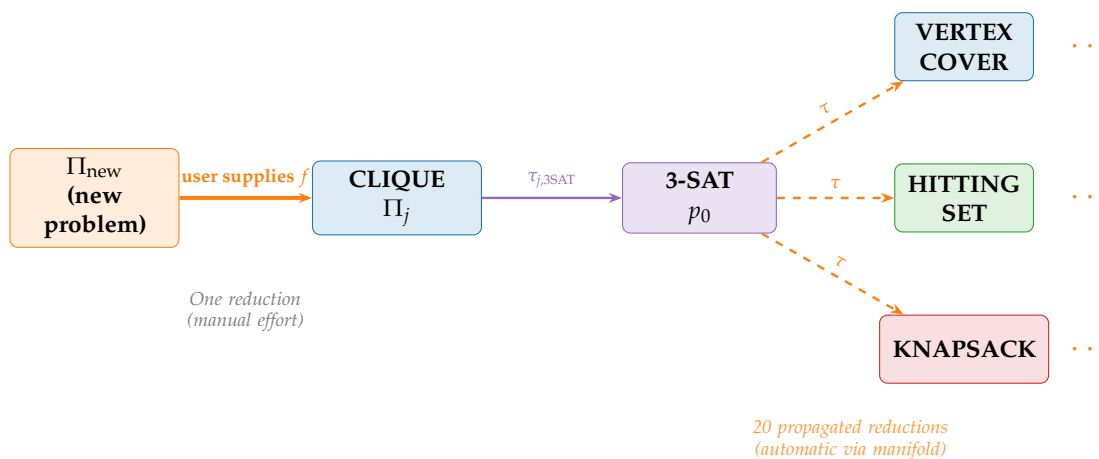 Π_new
(new
problem)
user supplies f
CLIQUE
Π_j
τ_j,3SAT
3-SAT
p_0
τ
τ
τ
VERTEX
COVER
. .
HITTING
SET
. .
KNAPSACK
. .
One reduction
(manual effort)
20 propagated reductions
(automatic via manifold)